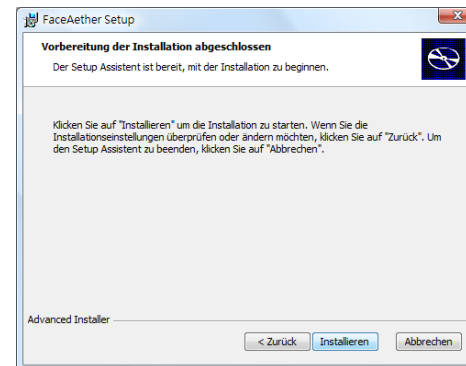 FaceAether Setup
Vorbereitung der Installation abgeschlossen
Der Setup Assistent ist bereit, mit der Installation zu beginnen.
Klicken Sie auf "Installieren" um die Installation zu starten. Wenn Sie die
Installationseinstellungen überprüfen oder ändern möchten, klicken Sie auf "Zurück". Um
den Setup Assistent zu beenden, klicken Sie auf "Abbrechen".
Advanced Installer
< Zurück Installieren Abbrechen